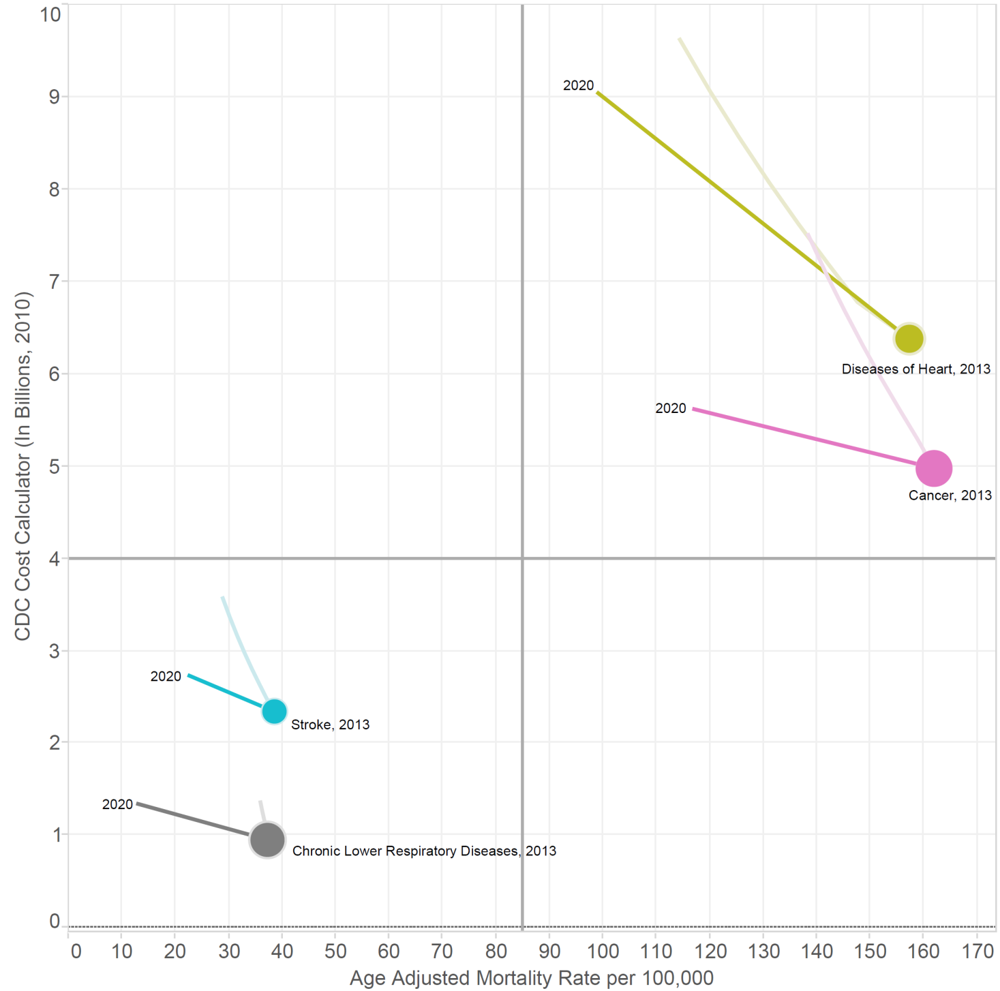 10
9
8
7
6
5
4
3
2
1
0
CDC Cost Calculator (In Billions, 2010)
2020
Diseases of Heart, 2013
2020
Cancer, 2013
2020
Stroke, 2013
2020
Chronic Lower Respiratory Diseases, 2013
0 10 20 30 40 50 60 70 80 90 100 110 120 130 140 150 160 170
Age Adjusted Mortality Rate per 100,000